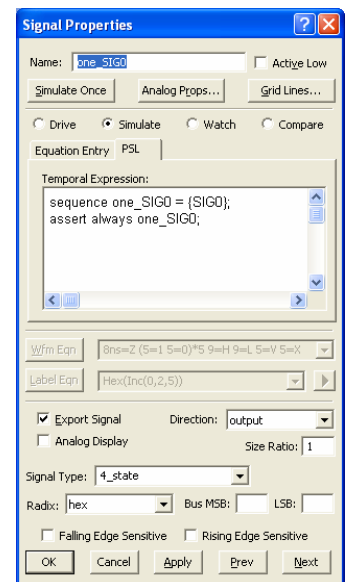 Signal Properties
Name: one_SIG0 Active Low
Simulate Once Analog Props... Grid Lines...
Drive Simulate Watch Compare
Equation Entry PSL
Temporal Expression:
sequence one_SIG0 = {SIG0};
assert always one_SIG0;
Wfm Eqn 8ns=Z (5=1 5=0)*5 9=H 9=L 5=V 5=X
Label Eqn Hex(Inc(0,2,5))
Export Signal Direction: output
Analog Display Size Ratio: 1
Signal Type: 4_state
Radix: hex Bus MSB: LSB:
Falling Edge Sensitive Rising Edge Sensitive
OK Cancel Apply Prev Next